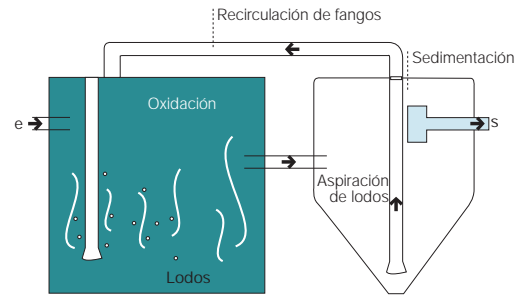 Recirculación de fangos
Sedimentación
Oxidación
e
s
Aspiración
de lodos
Lodos